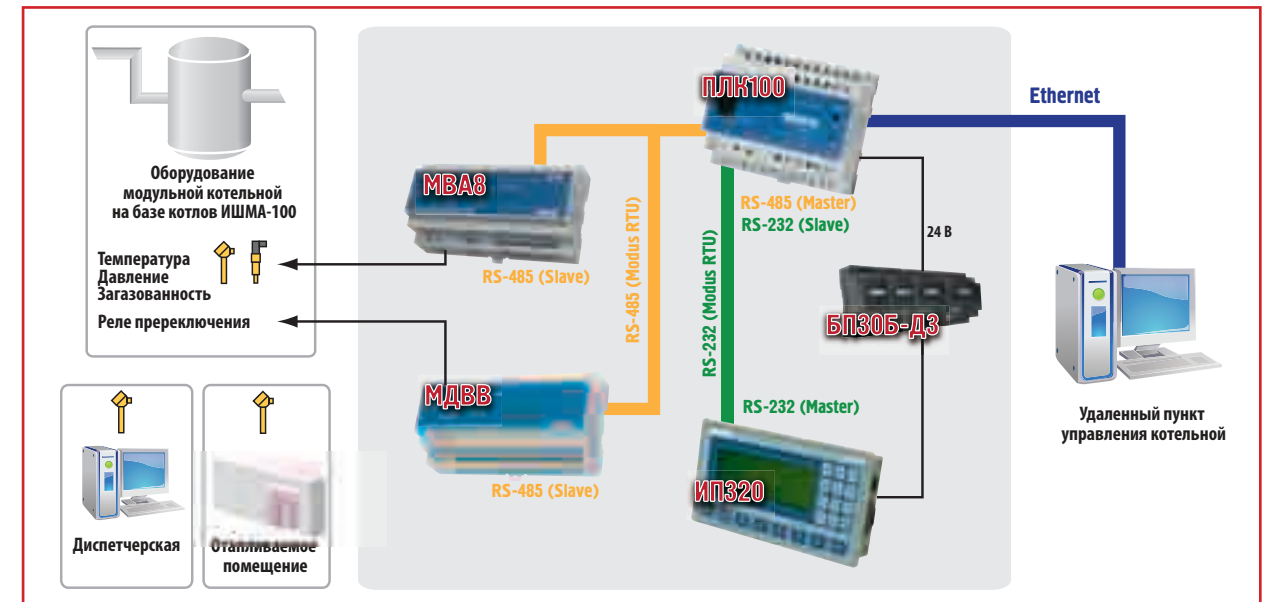 ПЛК100
Ethernet
Оборудование
модульной котельной
на базе котлов ИШМА-100
МВА8
RS-485 (Master)
RS-232 (Slave)
24 В
Температура
Давление
Загазованность
RS-485 (Slave)
RS-485 (Modus RTU)
RS-232 (Modus RTU)
Реле пререключения
БП30Б-Д3
МДВВ
RS-232 (Master)
Удаленный пункт
управления котельной
RS-485 (Slave)
ИП320
Диспетчерская
Отапливаемое
помещение